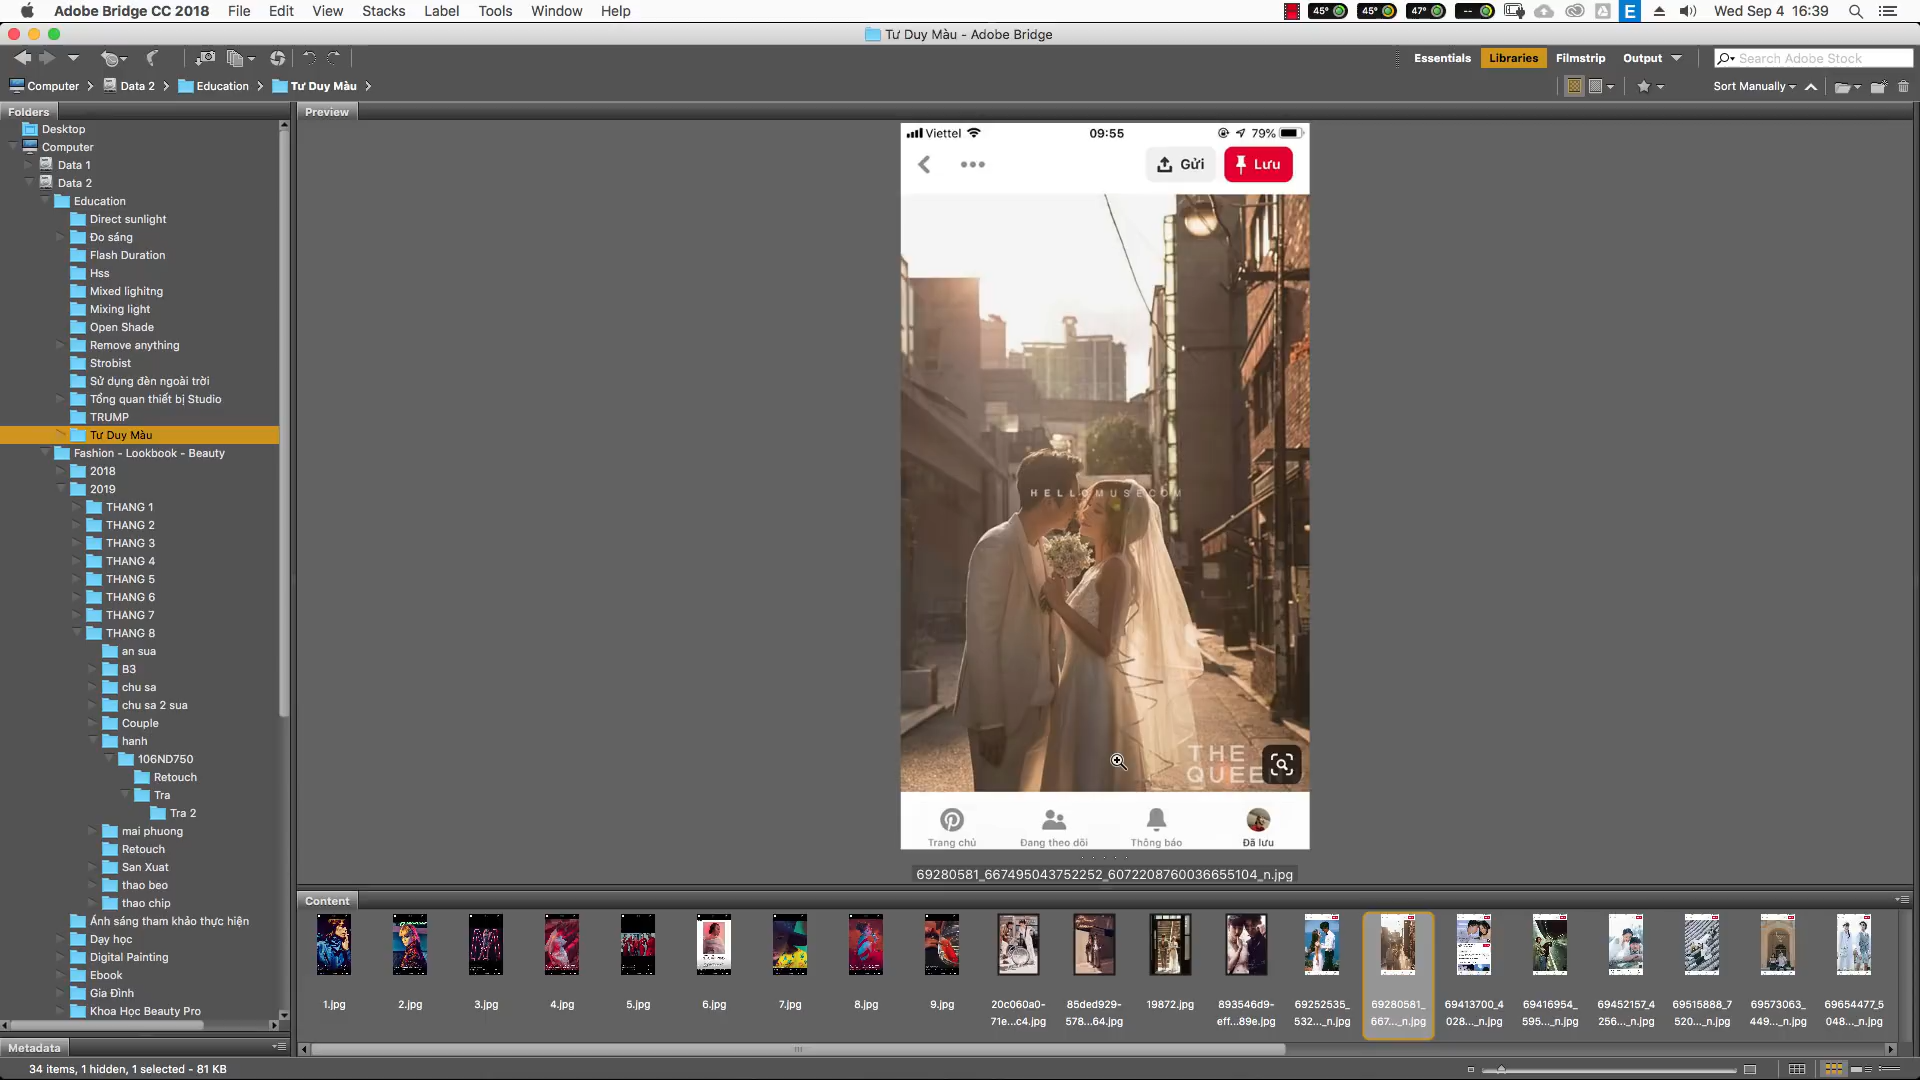 Adobe Bridge CC 2018 File Edit View Stacks Label Tools Window Help 45° 45° 47° -- E Wed Sep 4 16:39
Tư Duy Màu - Adobe Bridge
Essentials Libraries Filmstrip Output Search Adobe Stock
Computer Data 2 Education Tư Duy Màu Sort Manually
Folders
Desktop
Computer
Data 1
Data 2
Education
Direct sunlight
Đo sáng
Flash Duration
Hss
Mixed lighitng
Mixing light
Open Shade
Remove anything
Strobist
Sử dụng đèn ngoài trời
Tổng quan thiết bị Studio
TRUMP
Tư Duy Màu
Fashion - Lookbook - Beauty
2018
2019
THANG 1
THANG 2
THANG 3
THANG 4
THANG 5
THANG 6
THANG 7
THANG 8
an sua
B3
chu sa
chu sa 2 sua
Couple
hanh
106ND750
Retouch
Tra
Tra 2
mai phuong
Retouch
San Xuat
thao beo
thao chip
Ánh sáng tham khảo thực hiện
Dạy học
Digital Painting
Ebook
Gia Đình
Khoa Học Beauty Pro
Metadata
34 items, 1 hidden, 1 selected - 81 KB
Preview
Viettel 09:55 79%
Gửi Lưu
HELLOMUSE.COM
THE
QUEE
Trang chủ Đang theo dõi Thông báo Đã lưu
69280581_667495043752252_6072208760036655104_n.jpg
Content
1.jpg 2.jpg 3.jpg 4.jpg 5.jpg 6.jpg 7.jpg 8.jpg 9.jpg 20c060a0- 85ded929- 19872.jpg 893546d9- 69252535_ 69280581_ 69413700_4 69416954_ 69452157_4 69515888_7 69573063_ 69654477_5
71e...c4.jpg 578...64.jpg eff...89e.jpg 532..._n.jpg 667..._n.jpg 028..._n.jpg 595..._n.jpg 256..._n.jpg 520..._n.jpg 449..._n.jpg 048..._n.jpg